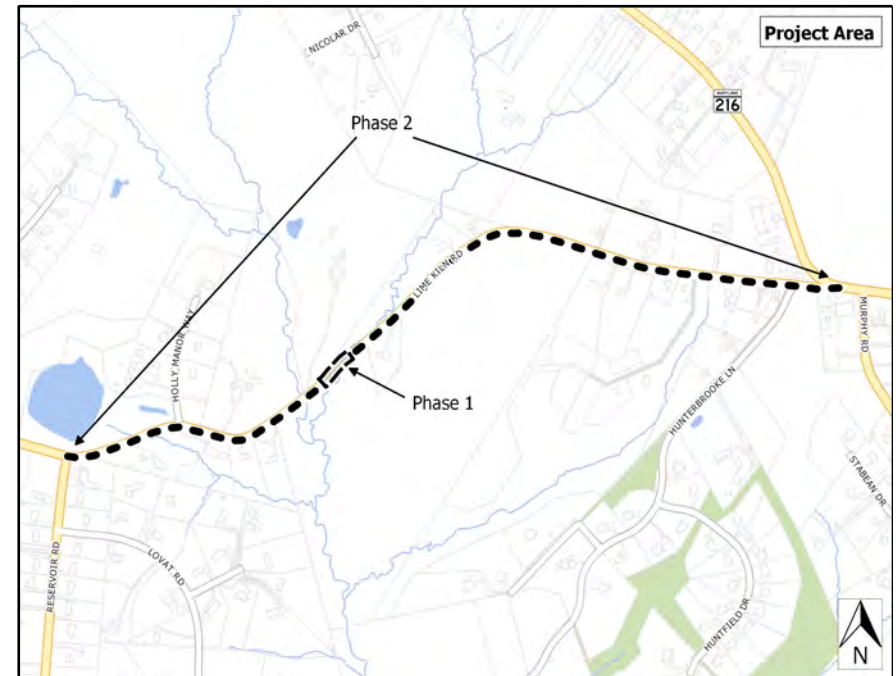 Project Area
NICOLAR DR
MARYLAND
216
Phase 2
LIME KILN RD
HOLLY MANOR WAY
MURPHY RD
Phase 1
HUNTERBROOKE LN
STABEAN DR
RESERVOIR RD
LOVAT RD
HUNTFIELD DR
N